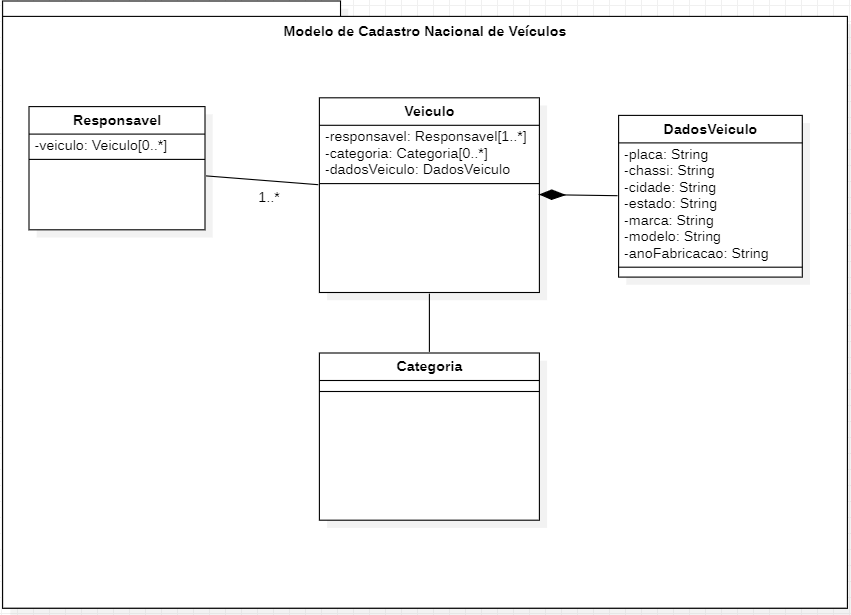 Modelo de Cadastro Nacional de Veículos
Responsavel
-veiculo: Veiculo[0..*]
1..*
Veiculo
-responsavel: Responsavel[1..*]
-categoria: Categoria[0..*]
-dadosVeiculo: DadosVeiculo
DadosVeiculo
-placa: String
-chassi: String
-cidade: String
-estado: String
-marca: String
-modelo: String
-anoFabricacao: String
Categoria